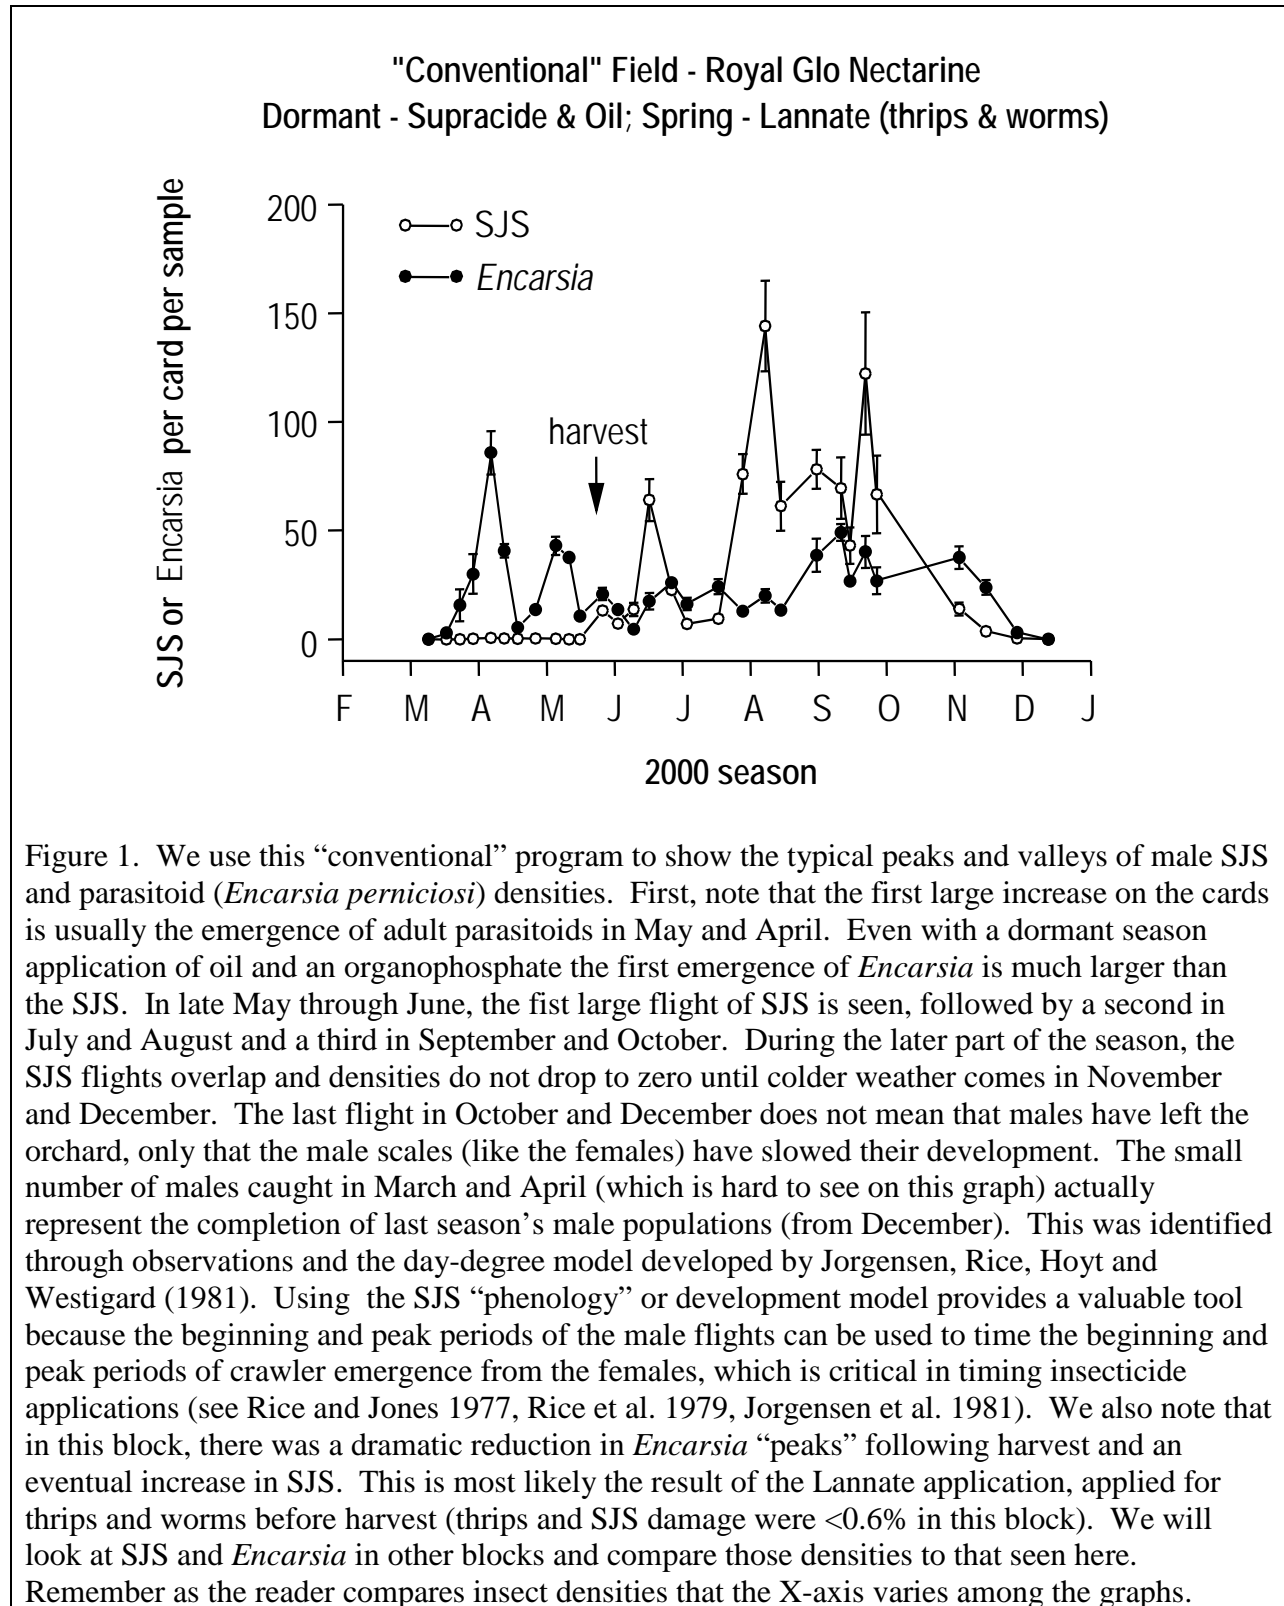 "Conventional" Field - Royal Glo Nectarine
Dormant - Supracide & Oil; Spring - Lannate (thrips & worms)
SJS or Encarsia per card per sample
200
150
100
50
0
SJS
Encarsia
harvest
F M A M J J A S O N D J
2000 season
Figure 1.  We use this “conventional” program to show the typical peaks and valleys of male SJS
and parasitoid (Encarsia perniciosi) densities.  First, note that the first large increase on the cards
is usually the emergence of adult parasitoids in May and April.  Even with a dormant season
application of oil and an organophosphate the first emergence of Encarsia is much larger than
the SJS.  In late May through June, the fist large flight of SJS is seen, followed by a second in
July and August and a third in September and October.  During the later part of the season, the
SJS flights overlap and densities do not drop to zero until colder weather comes in November
and December.  The last flight in October and December does not mean that males have left the
orchard, only that the male scales (like the females) have slowed their development.  The small
number of males caught in March and April (which is hard to see on this graph) actually
represent the completion of last season’s male populations (from December).  This was identified
through observations and the day-degree model developed by Jorgensen, Rice, Hoyt and
Westigard (1981).  Using  the SJS “phenology” or development model provides a valuable tool
because the beginning and peak periods of the male flights can be used to time the beginning and
peak periods of crawler emergence from the females, which is critical in timing insecticide
applications (see Rice and Jones 1977, Rice et al. 1979, Jorgensen et al. 1981).  We also note that
in this block, there was a dramatic reduction in Encarsia “peaks” following harvest and an
eventual increase in SJS.  This is most likely the result of the Lannate application, applied for
thrips and worms before harvest (thrips and SJS damage were <0.6% in this block).  We will
look at SJS and Encarsia in other blocks and compare those densities to that seen here.
Remember as the reader compares insect densities that the X-axis varies among the graphs.